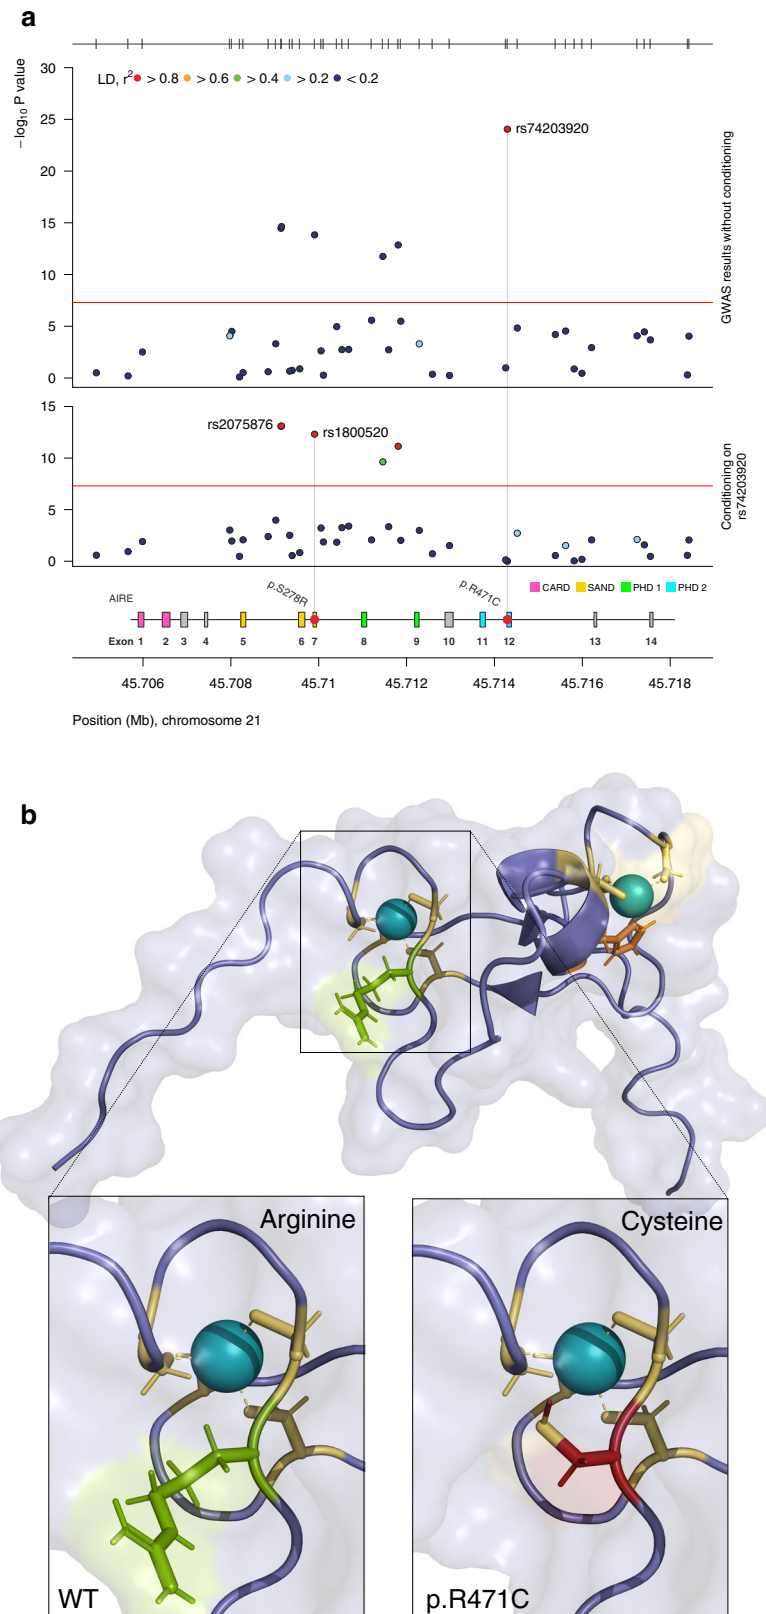 a
− log10 P value
LD, r2 > 0.8 > 0.6 > 0.4 > 0.2 < 0.2
30
25
20
15
10
5
0
rs74203920
GWAS results without conditioning
15
10
5
0
rs2075876
rs1800520
Conditioning on
rs74203920
p.S278R
p.R471C
CARD SAND PHD 1 PHD 2
AIRE
Exon 1 2 3 4 5 6 7 8 9 10 11 12 13 14
45.706 45.708 45.71 45.712 45.714 45.716 45.718
Position (Mb), chromosome 21
b
Arginine
WT
Cysteine
p.R471C